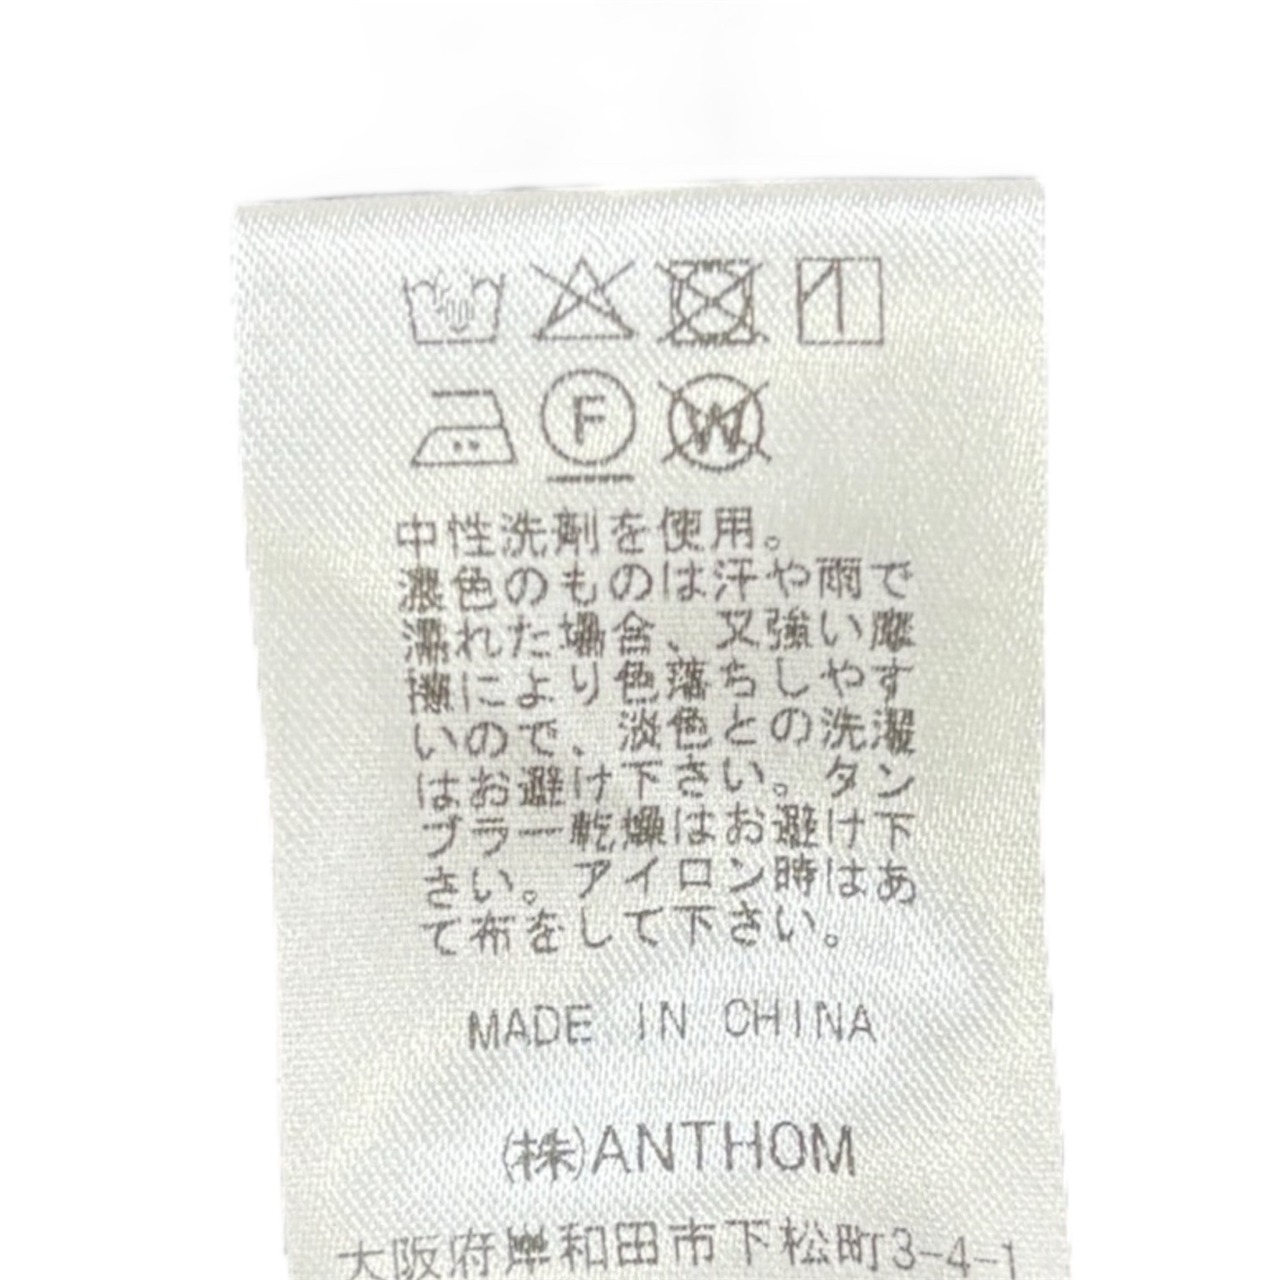 F W
中性洗剤を使用。
濃色のものは汗や雨で
濡れた場合、又強い摩
擦により色落ちしやす
いので、淡色との洗濯
はお避け下さい。タン
ブラー乾燥はお避け下
さい。アイロン時はあ
て布をして下さい。
MADE IN CHINA
(株)ANTHOM
大阪府岸和田市下松町3-4-1